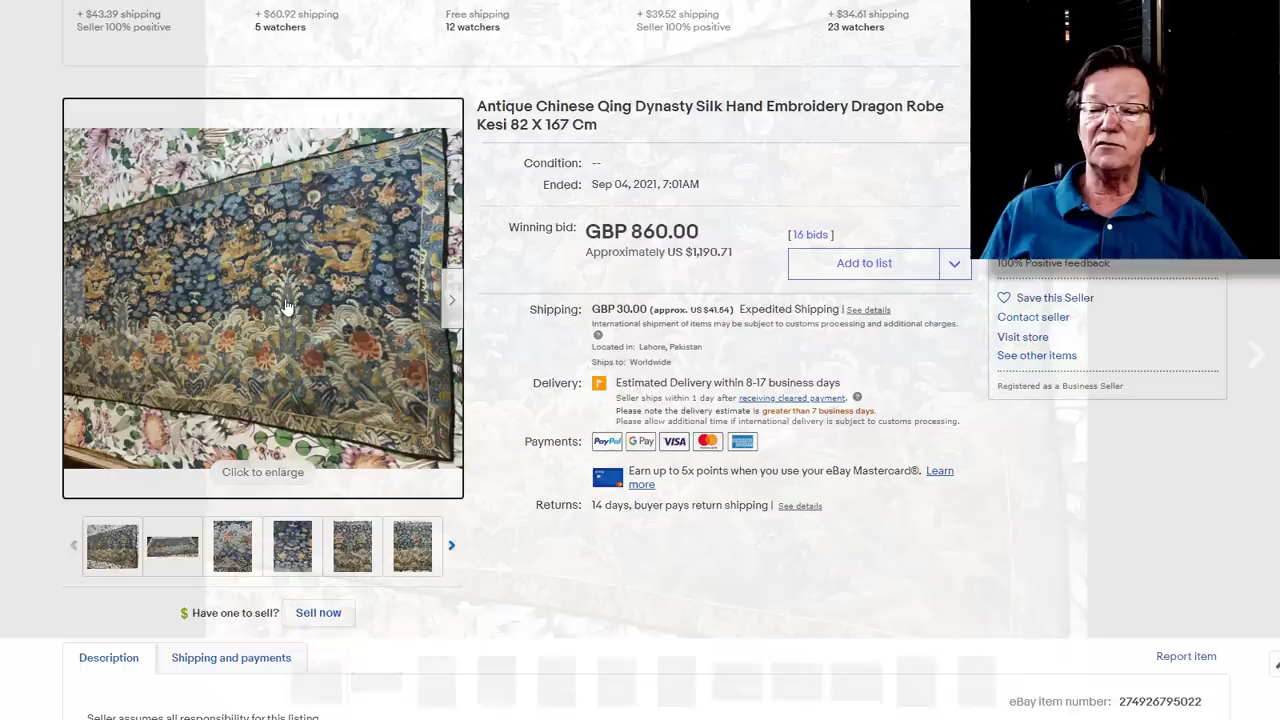 + $43.39 shipping
Seller 100% positive
+ $60.92 shipping
5 watchers
Free shipping
12 watchers
+ $39.52 shipping
Seller 100% positive
+ $34.61 shipping
23 watchers
Antique Chinese Qing Dynasty Silk Hand Embroidery Dragon Robe
Kesi 82 X 167 Cm
Condition: --
Ended: Sep 04, 2021, 7:01AM
Winning bid: GBP 860.00 [ 16 bids ]
Approximately US $1,190.71
Add to list
Shipping: GBP 30.00 (approx. US $41.54) Expedited Shipping | See details
International shipment of items may be subject to customs processing and additional charges.
Located in: Lahore, Pakistan
Ships to: Worldwide
Delivery: Estimated Delivery within 8-17 business days
Seller ships within 1 day after receiving cleared payment.
Please note the delivery estimate is greater than 7 business days.
Please allow additional time if international delivery is subject to customs processing.
Payments: PayPal G Pay VISA
Earn up to 5x points when you use your eBay Mastercard®. Learn
more
Returns: 14 days, buyer pays return shipping | See details
100% Positive feedback
Save this Seller
Contact seller
Visit store
See other items
Registered as a Business Seller
Click to enlarge
$ Have one to sell? Sell now
Description
Shipping and payments
Report item
eBay item number: 274926795022
Seller assumes all responsibility for this listing.